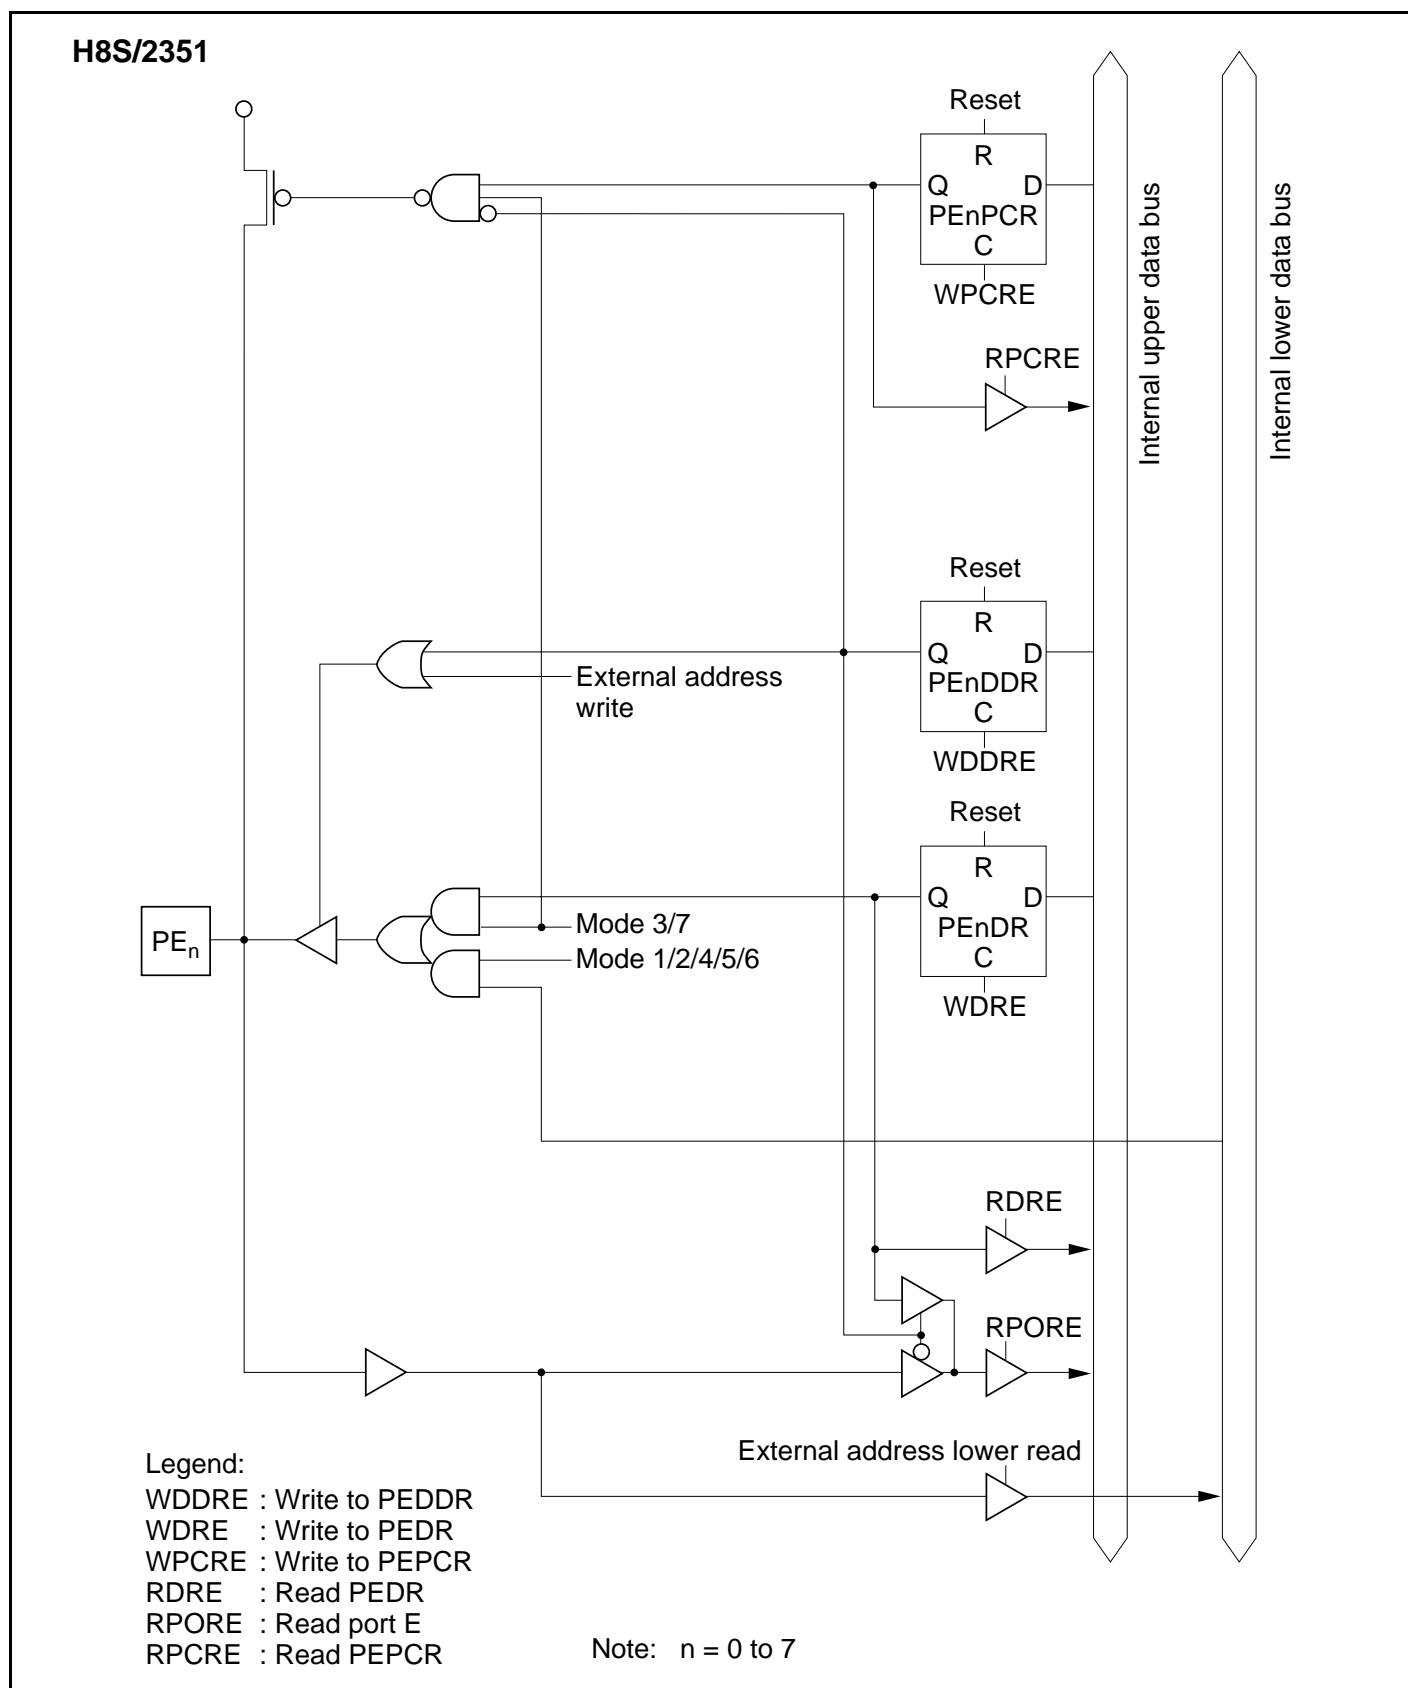 H8S/2351
Reset
R
Q D
PEnPCR
C
WPCRE
RPCRE
Internal upper data bus
Internal lower data bus
Reset
R
Q D
PEnDDR
C
WDDRE
External address
write
Reset
R
Q D
PEnDR
C
WDRE
Mode 3/7
Mode 1/2/4/5/6
PEn
RDRE
RPORE
External address lower read
Legend:
WDDRE : Write to PEDDR
WDRE : Write to PEDR
WPCRE : Write to PEPCR
RDRE : Read PEDR
RPORE : Read port E
RPCRE : Read PEPCR
Note: n = 0 to 7